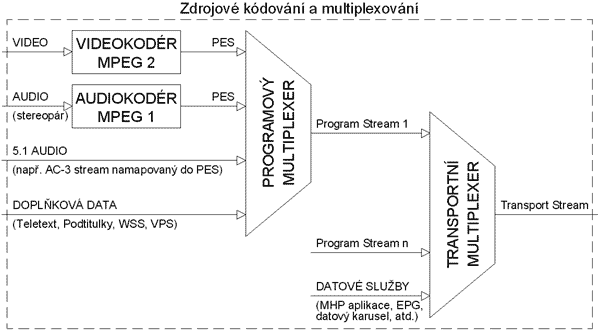 Zdrojové kódování a multiplexování
VIDEO
VIDEOKODÉR
MPEG 2
PES
AUDIO
(stereopár)
AUDIOKODÉR
MPEG 1
PES
5.1 AUDIO
(např. AC-3 stream namapovaný do PES)
DOPLŇKOVÁ DATA
(Teletext, Podtitulky, WSS, VPS)
PROGRAMOVÝ
MULTIPLEXER
Program Stream 1
Program Stream n
DATOVÉ SLUŽBY
(MHP aplikace, EPG,
datový karusel, atd.)
TRANSPORTNÍ
MULTIPLEXER
Transport Stream